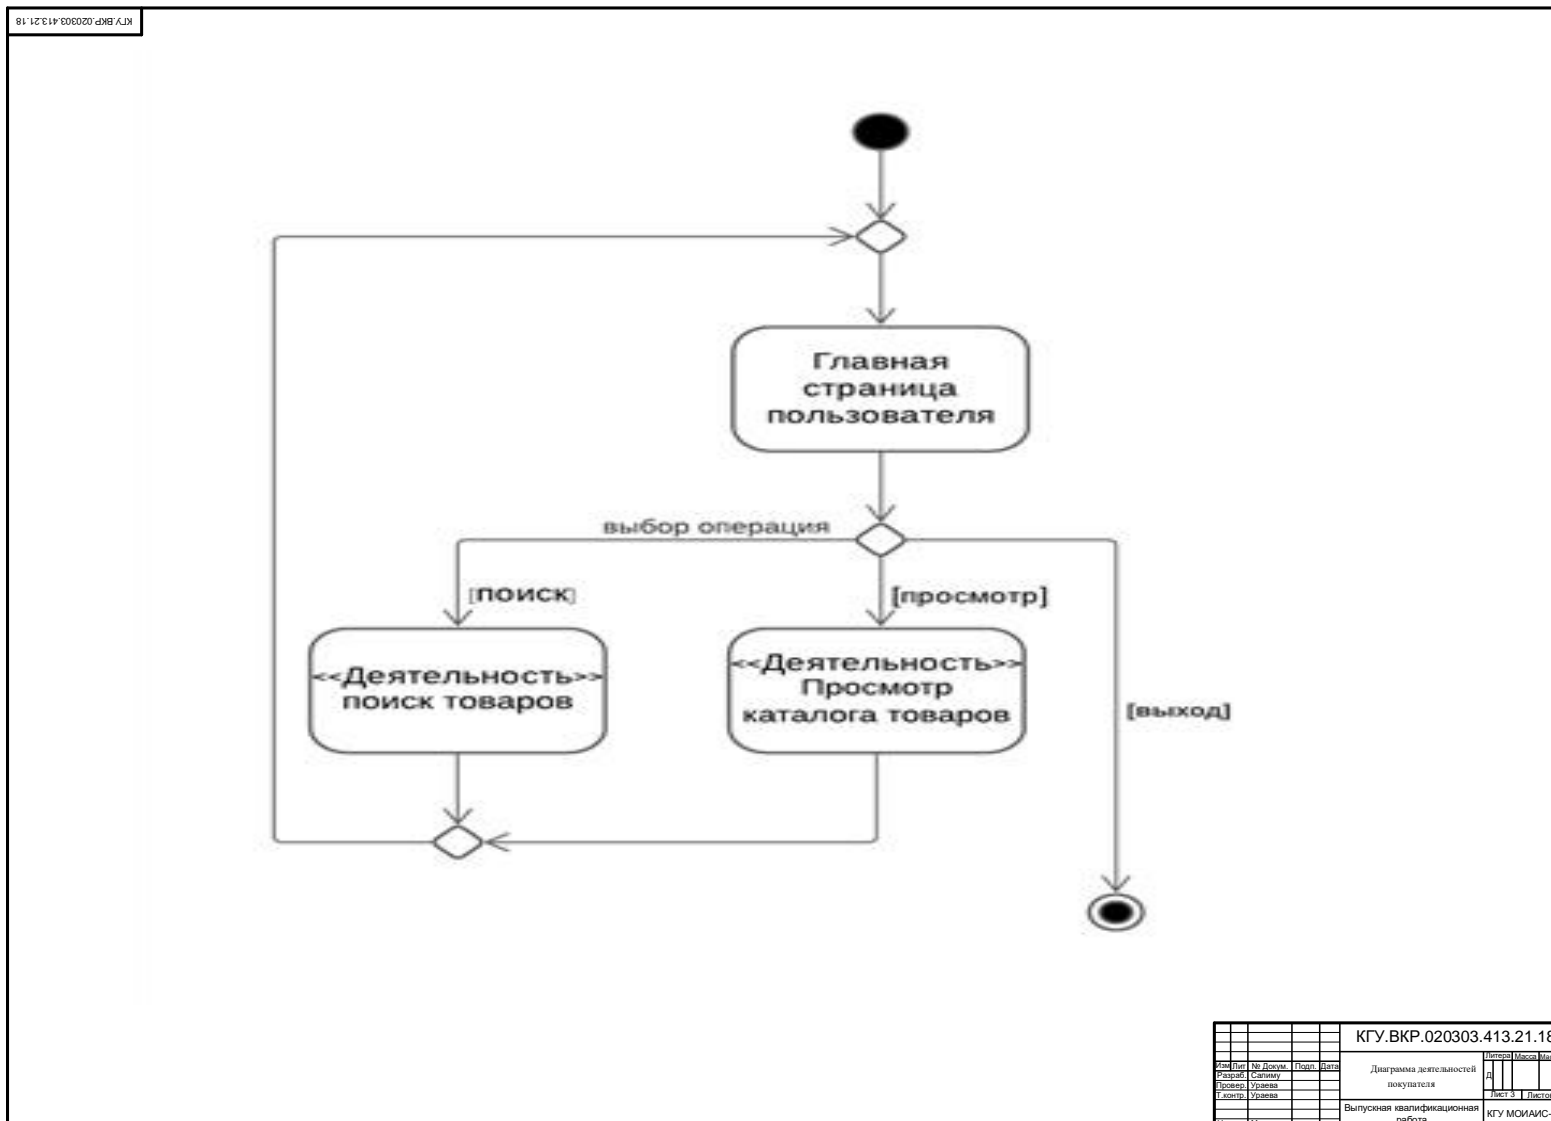 КГУ.ВКР.020303.413.21.18
Главная
страница
пользователя
выбор операция
[поиск]
[просмотр]
<<Деятельность>>
поиск товаров
<<Деятельность>>
Просмотр
каталога товаров
[выход]
КГУ.ВКР.020303.413.21.18
Изм Лит № Докум. Подп. Дата
Разраб. Салиму
Провер. Ураева
Т.контр. Ураева
Диаграмма деятельностей
покупателя
Литера Масса
Д
Лист 3
Выпускная квалификационная
работа
КГУ МОИАИС-